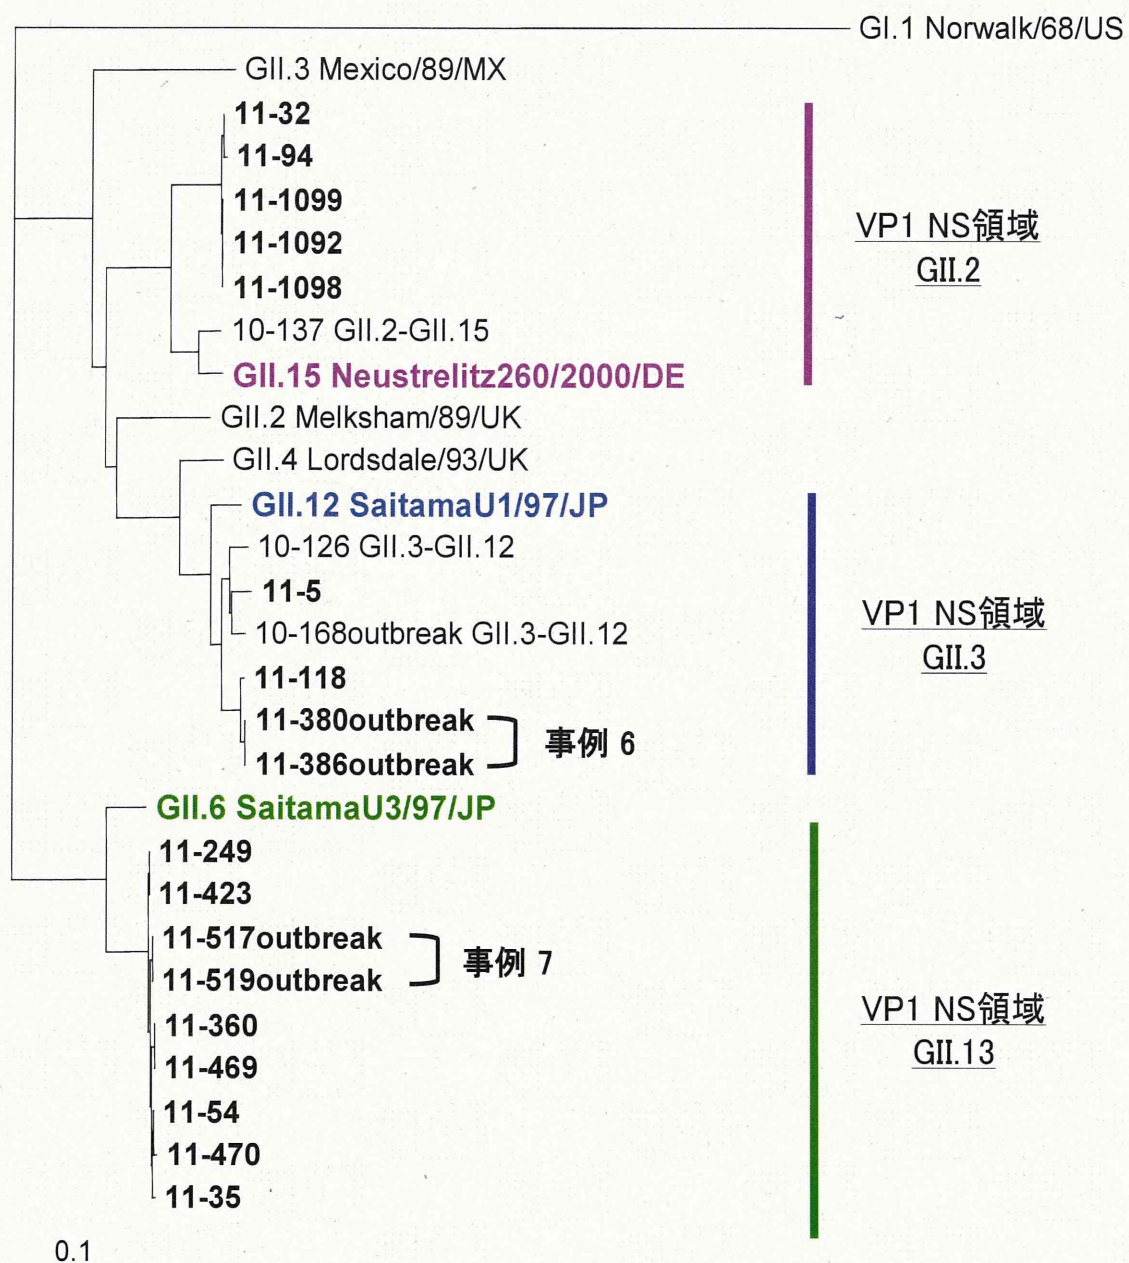 GI.1 Norwalk/68/US
GII.3 Mexico/89/MX
11-32
11-94
11-1099
11-1092
11-1098
10-137 GII.2-GII.15
GII.15 Neustrelitz260/2000/DE
VP1 NS領域
GII.2
GII.2 Melksham/89/UK
GII.4 Lordsdale/93/UK
GII.12 SaitamaU1/97/JP
10-126 GII.3-GII.12
11-5
10-168outbreak GII.3-GII.12
11-118
11-380outbreak
11-386outbreak
事例 6
VP1 NS領域
GII.3
GII.6 SaitamaU3/97/JP
11-249
11-423
11-517outbreak
11-519outbreak
事例 7
11-360
11-469
11-54
11-470
11-35
VP1 NS領域
GII.13
0.1